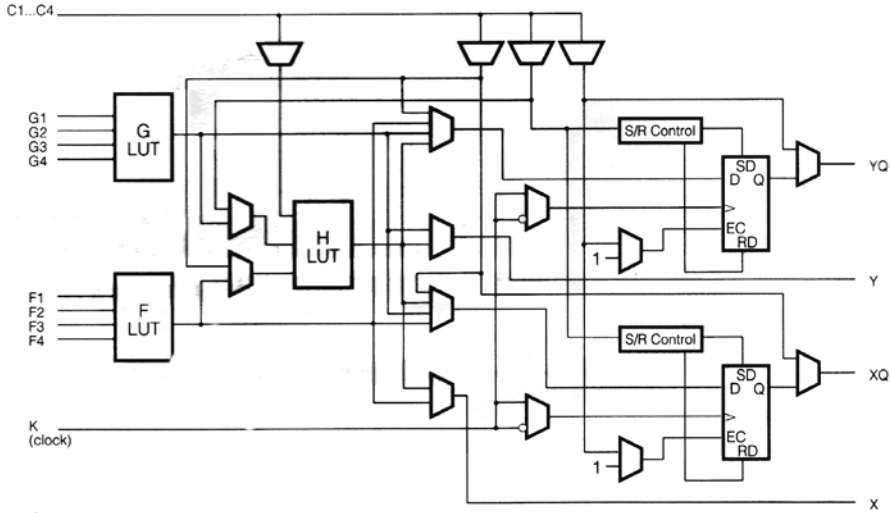 C1...C4
G1
G2
G3
G4
G
LUT
S/R Control
SD
D Q
EC
RD
1
YQ
H
LUT
Y
F1
F2
F3
F4
F
LUT
S/R Control
SD
D Q
EC
RD
1
XQ
K
(clock)
X